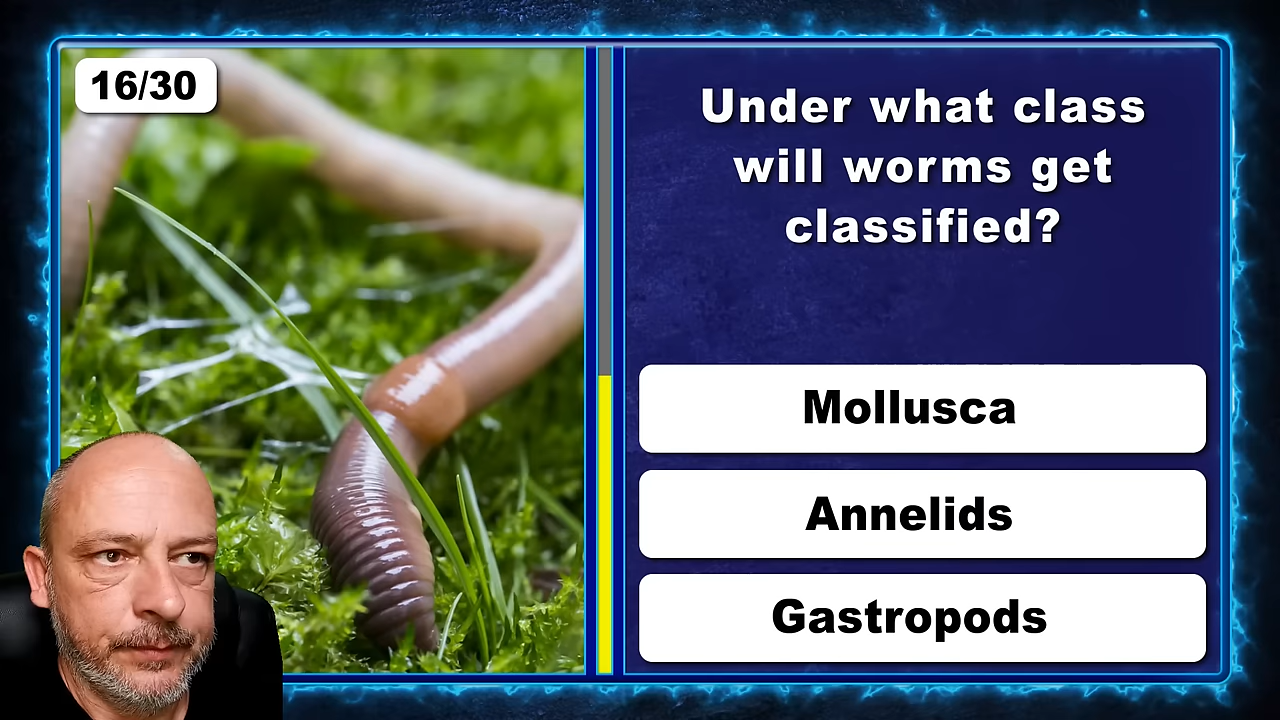 16/30
Under what class
will worms get
classified?
Mollusca
Annelids
Gastropods